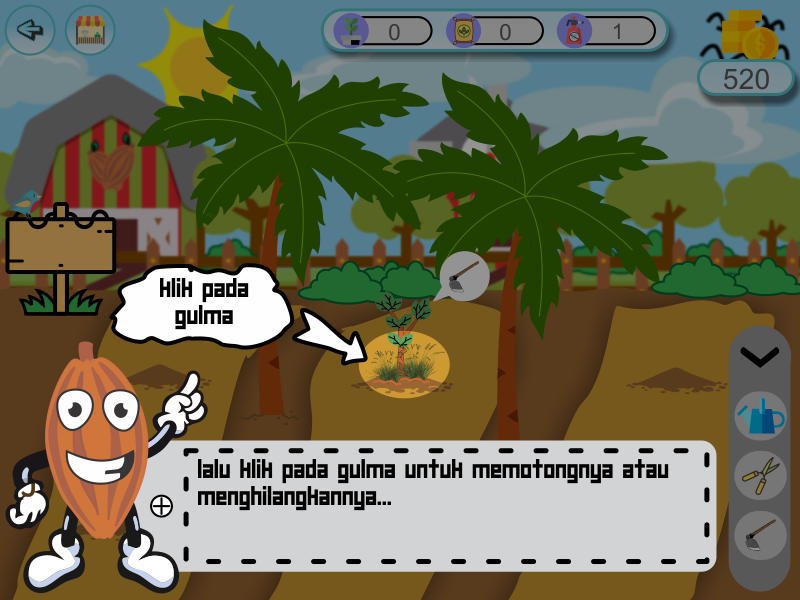 0
0
1
520
klik pada
gulma
lalu klik pada gulma untuk memotongnya atau
menghilangkannya...